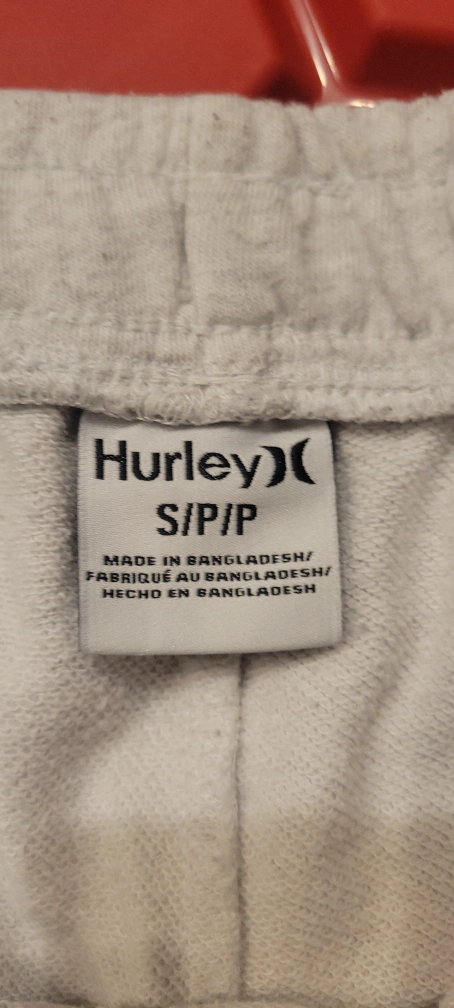 Hurley
S/P/P
MADE IN BANGLADESH/
FABRIQUÉ AU BANGLADESH/
HECHO EN BANGLADESH